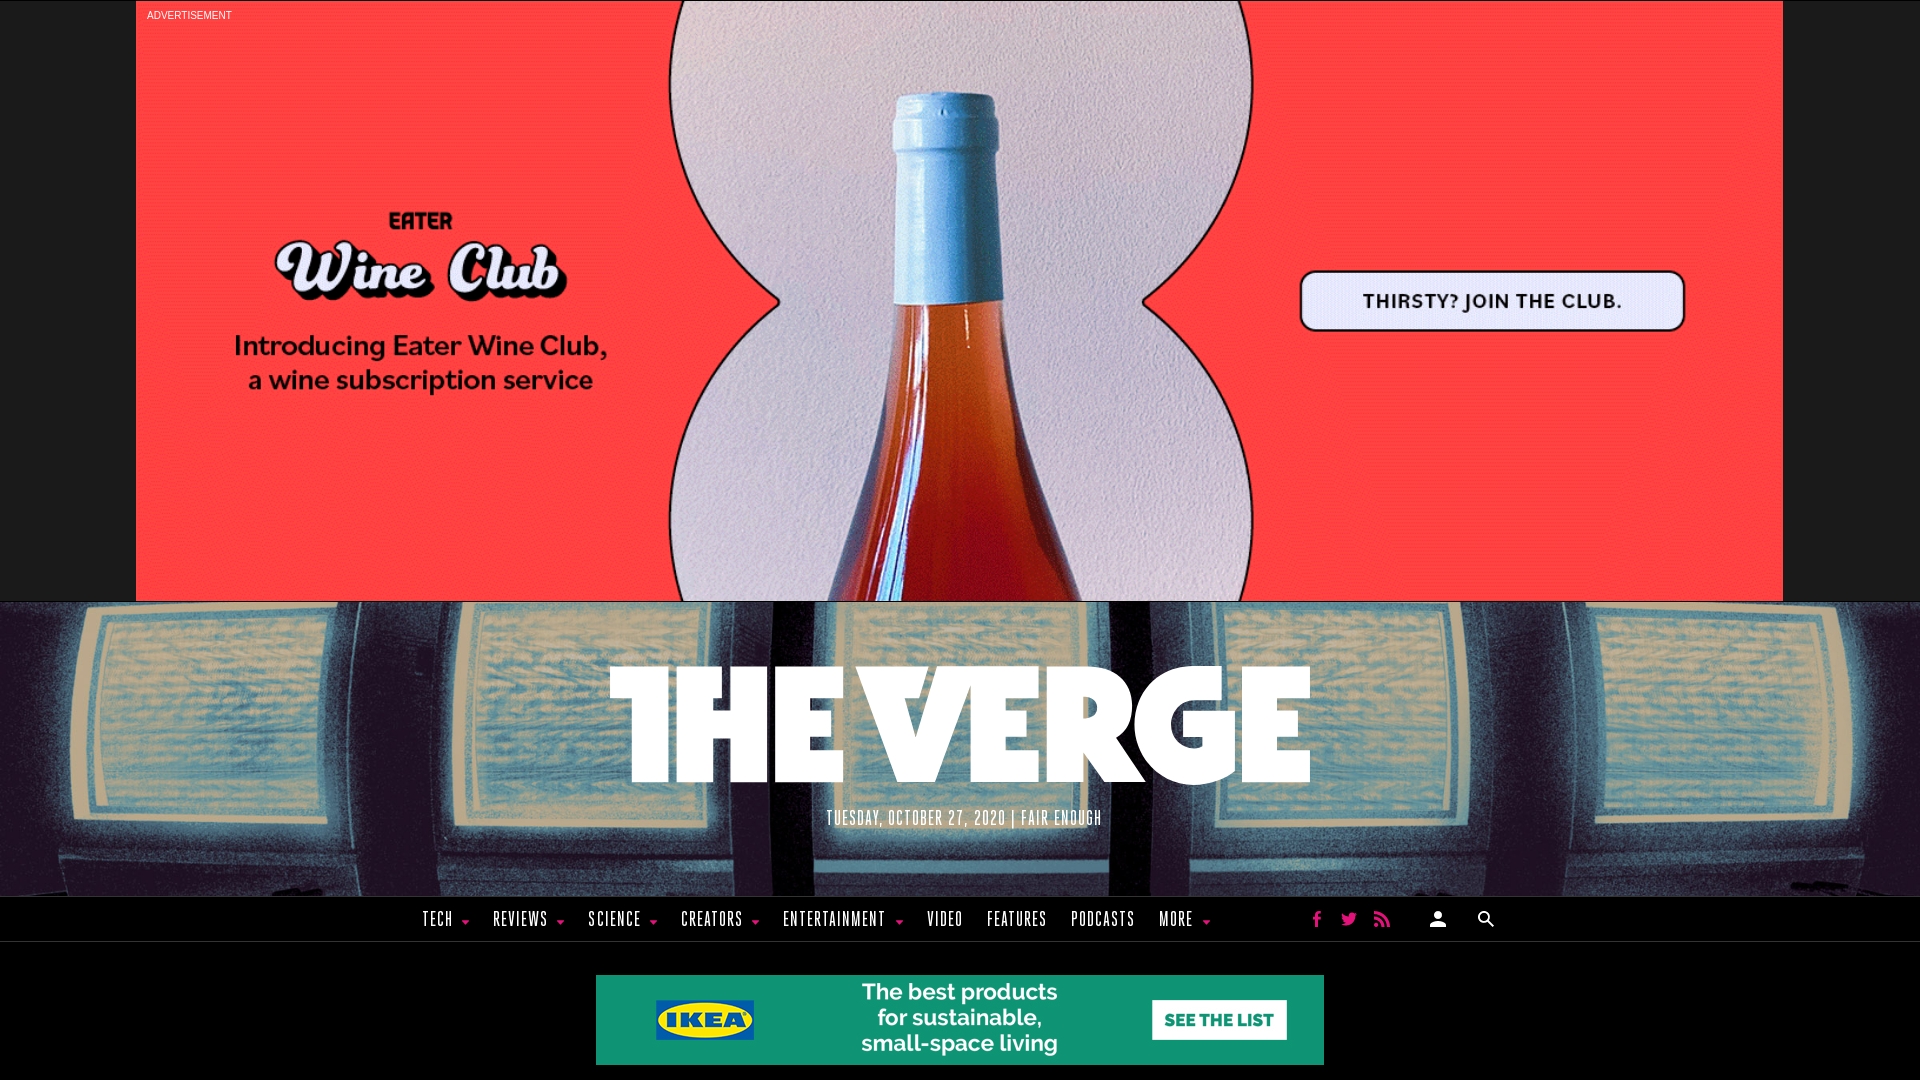 ADVERTISEMENT
EATER
Wine Club
Introducing Eater Wine Club,
a wine subscription service
THIRSTY? JOIN THE CLUB.
THE VERGE
TUESDAY, OCTOBER 27, 2020 | FAIR ENOUGH
TECH REVIEWS SCIENCE CREATORS ENTERTAINMENT VIDEO FEATURES PODCASTS MORE
IKEA
The best products
for sustainable,
small-space living
SEE THE LIST